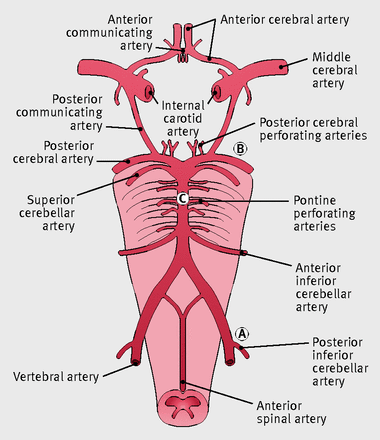 Anterior
communicating
artery
Anterior cerebral artery
Middle
cerebral
artery
Posterior
communicating
artery
Internal
carotid
artery
Posterior cerebral
perforating arteries
B
Posterior
cerebral artery
Superior
cerebellar
artery
C
Pontine
perforating
arteries
Anterior
inferior
cerebellar
artery
A
Posterior
inferior
cerebellar
artery
Vertebral artery
Anterior
spinal artery